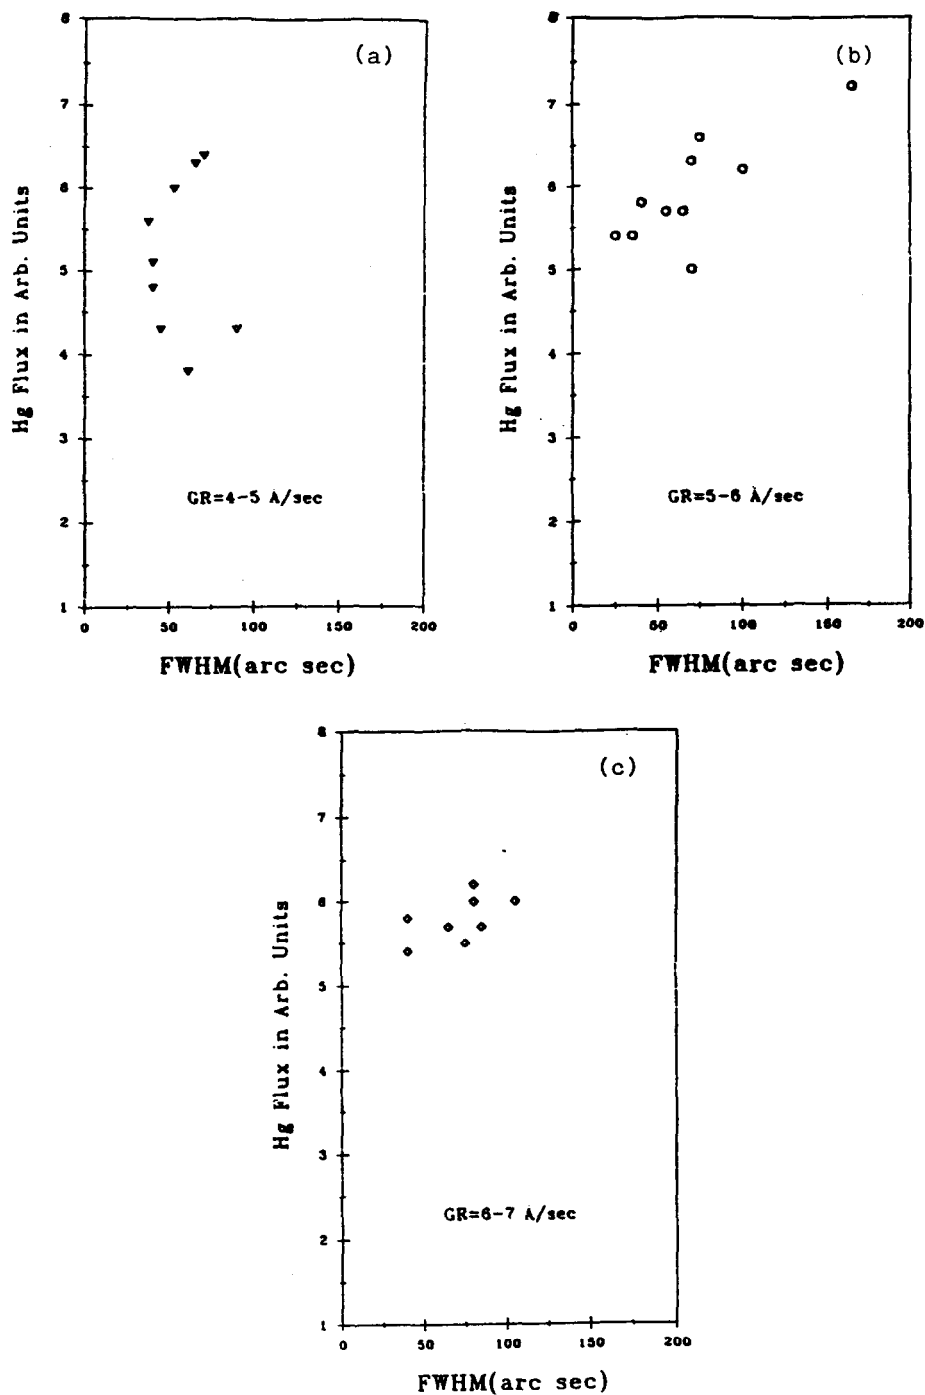 (a)
8
7
6
5
4
3
2
1
Hg Flux in Arb. Units
GR=4-5 Å/sec
0 50 100 150 200
FWHM(arc sec)
(b)
8
7
6
5
4
3
2
1
Hg Flux in Arb. Units
GR=5-6 Å/sec
0 50 100 150 200
FWHM(arc sec)
(c)
8
7
6
5
4
3
2
1
Hg Flux in Arb. Units
GR=6-7 Å/sec
0 50 100 150 200
FWHM(arc sec)